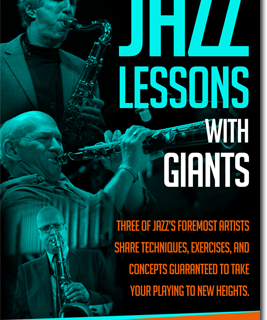 JAZZ
LESSONS
WITH
GIANTS
THREE OF JAZZ'S FOREMOST ARTISTS
SHARE TECHNIQUES, EXERCISES, AND
CONCEPTS GUARANTEED TO TAKE
YOUR PLAYING TO NEW HEIGHTS.